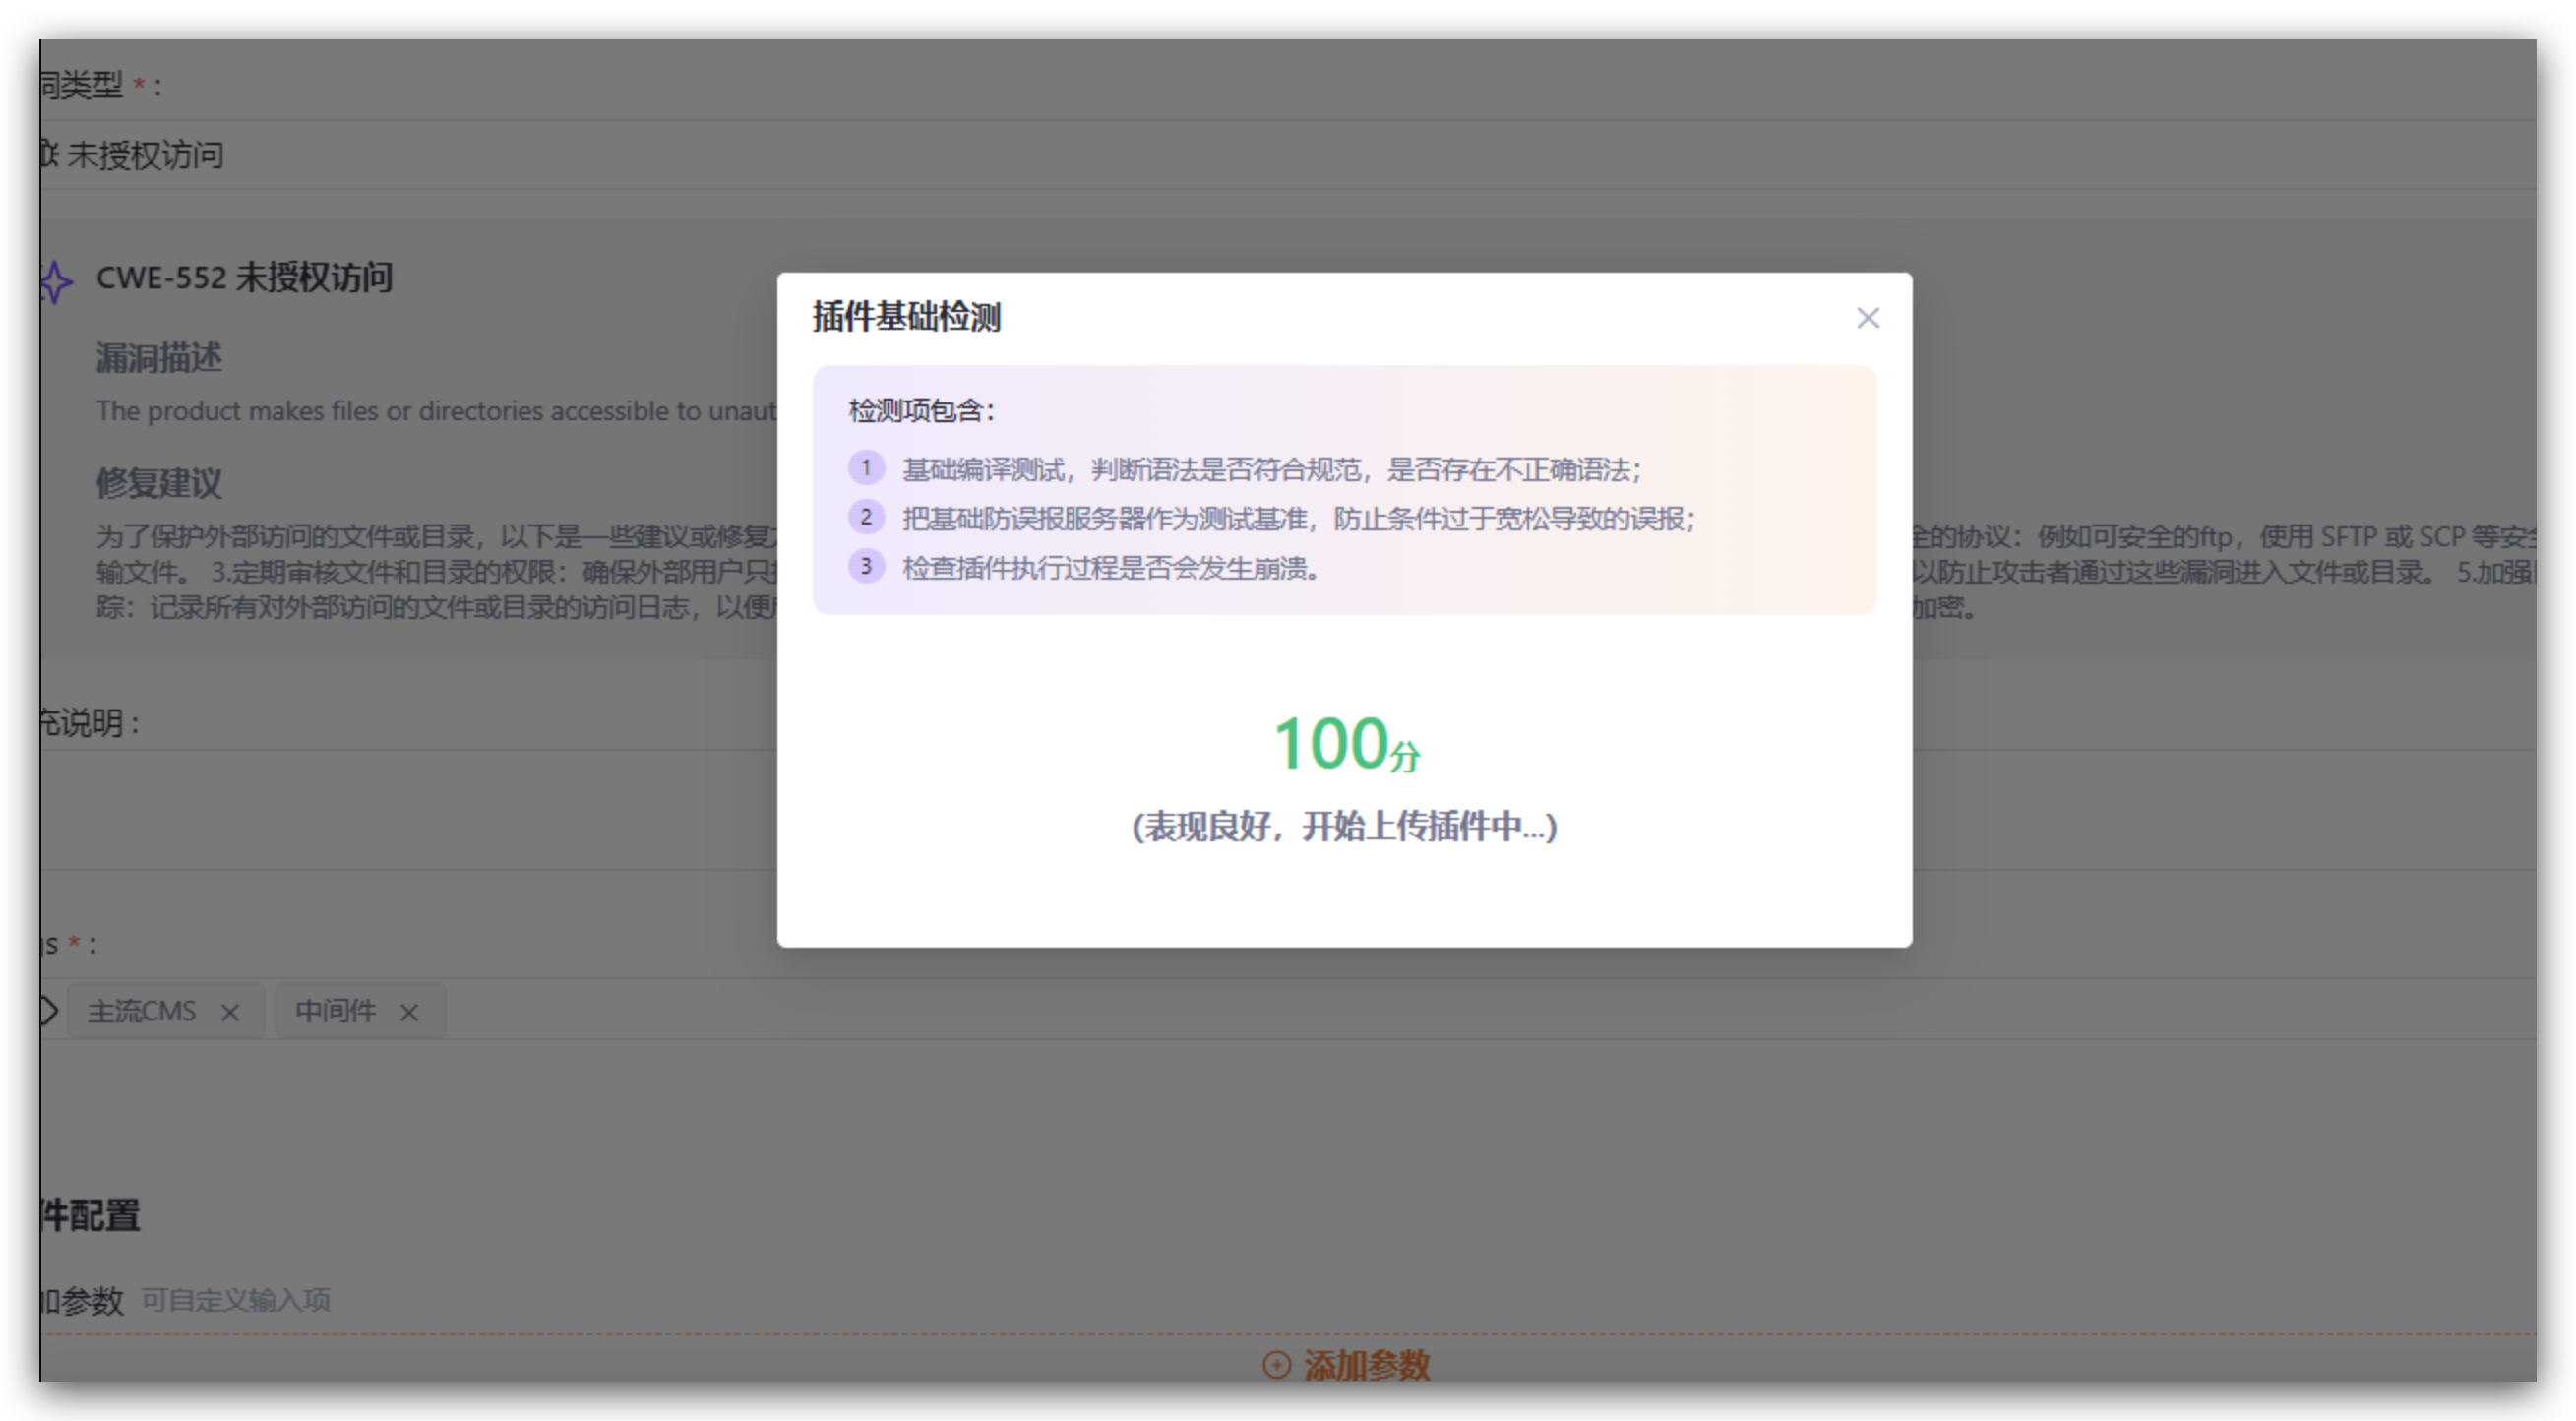 同类型 * :
未授权访问
CWE-552 未授权访问
漏洞描述
The product makes files or directories accessible to
修复建议
为了保护外部访问的文件或目录，以下是一些建议或修复
全的协议：例如可安全的ftp，使用 SFTP 或 SCP 等安
输文件。 3.定期审核文件和目录的权限：确保外部用户只
以防止攻击者通过这些漏洞进入文件或目录。 5.加强
踪：记录所有对外部访问的文件或目录的访问日志，以便
加密。
充说明 :
s * :
主流CMS
中间件
件配置
加参数 可自定义输入项
添加参数
插件基础检测
检测项包含：
1 基础编译测试，判断语法是否符合规范，是否存在不正确语法；
2 把基础防误报服务器作为测试基准，防止条件过于宽松导致的误报；
3 检查插件执行过程是否会发生崩溃。
100分
(表现良好，开始上传插件中...)